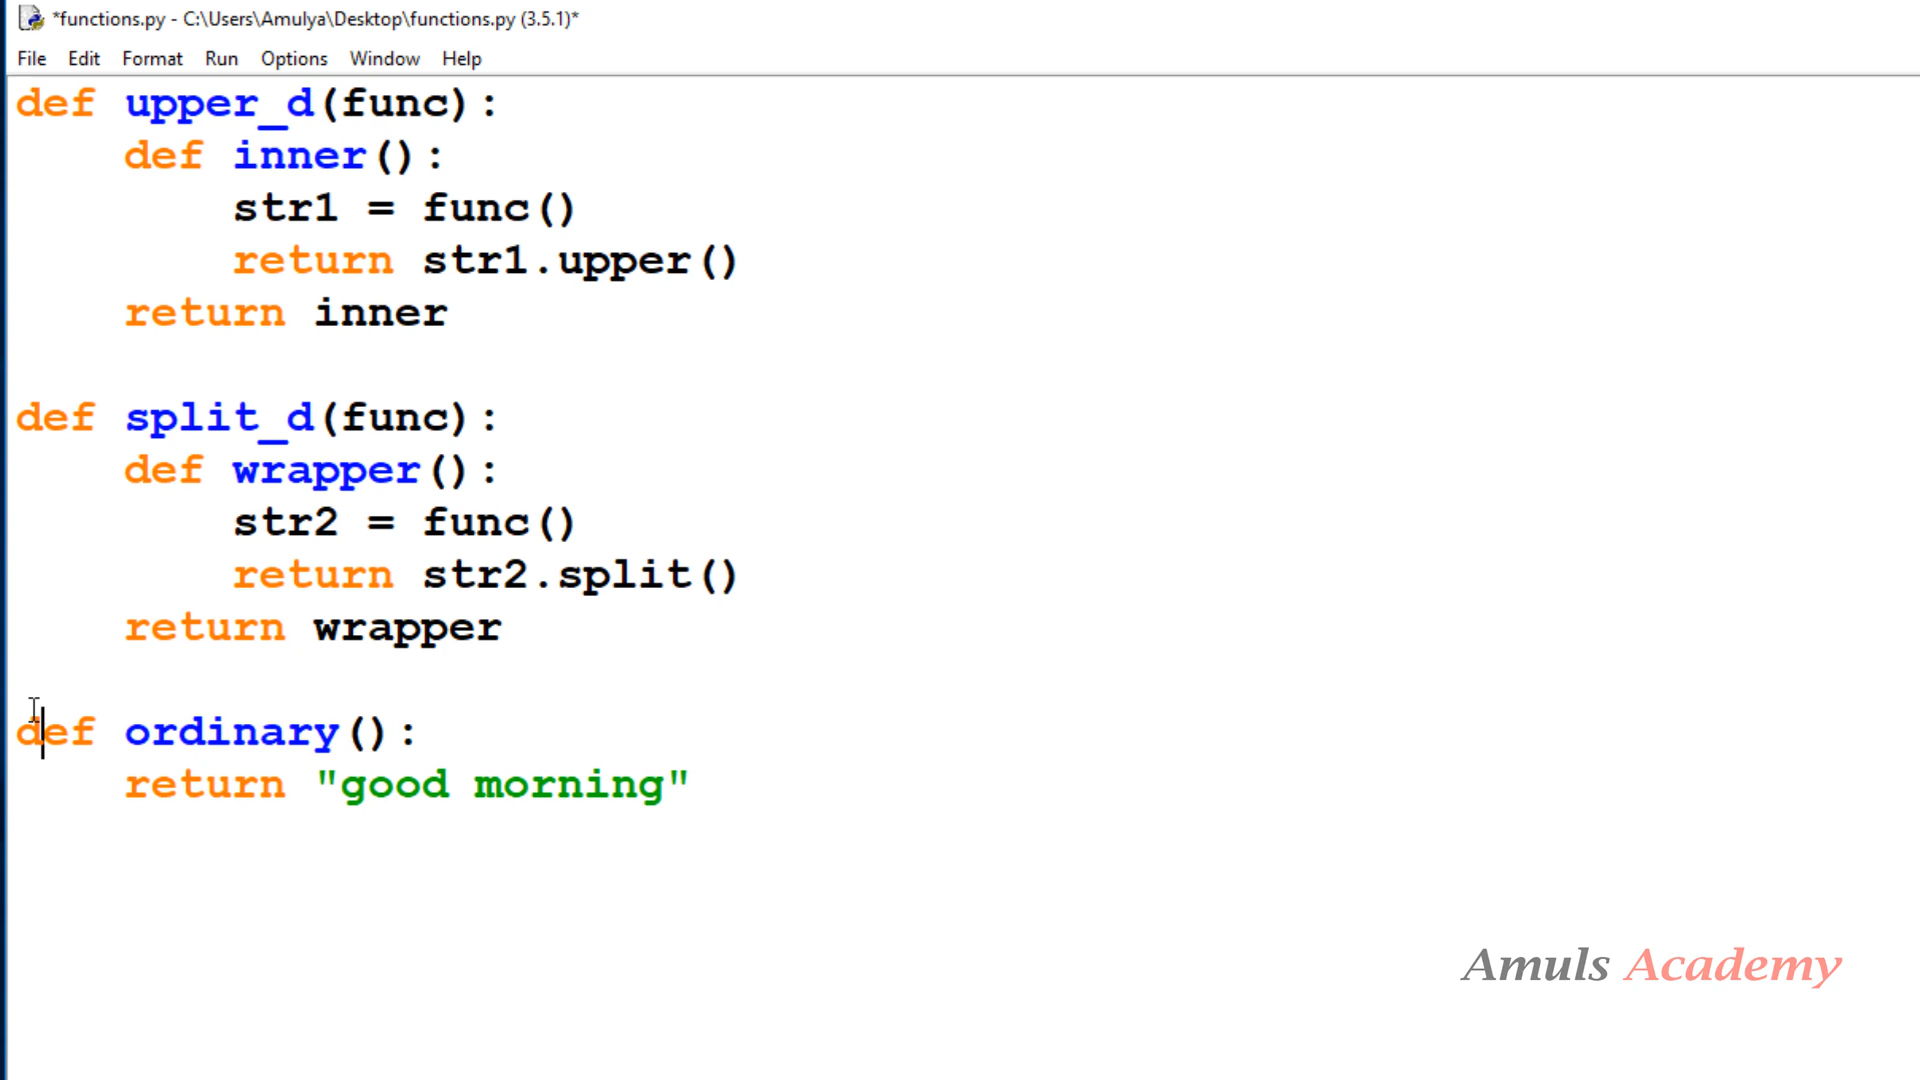 *functions.py - C:\Users\Amulya\Desktop\functions.py (3.5.1)*
File Edit Format Run Options Window Help
def upper_d(func):
    def inner():
        str1 = func()
        return str1.upper()
    return inner
def split_d(func):
    def wrapper():
        str2 = func()
        return str2.split()
    return wrapper
def ordinary():
    return "good morning"
Amuls Academy